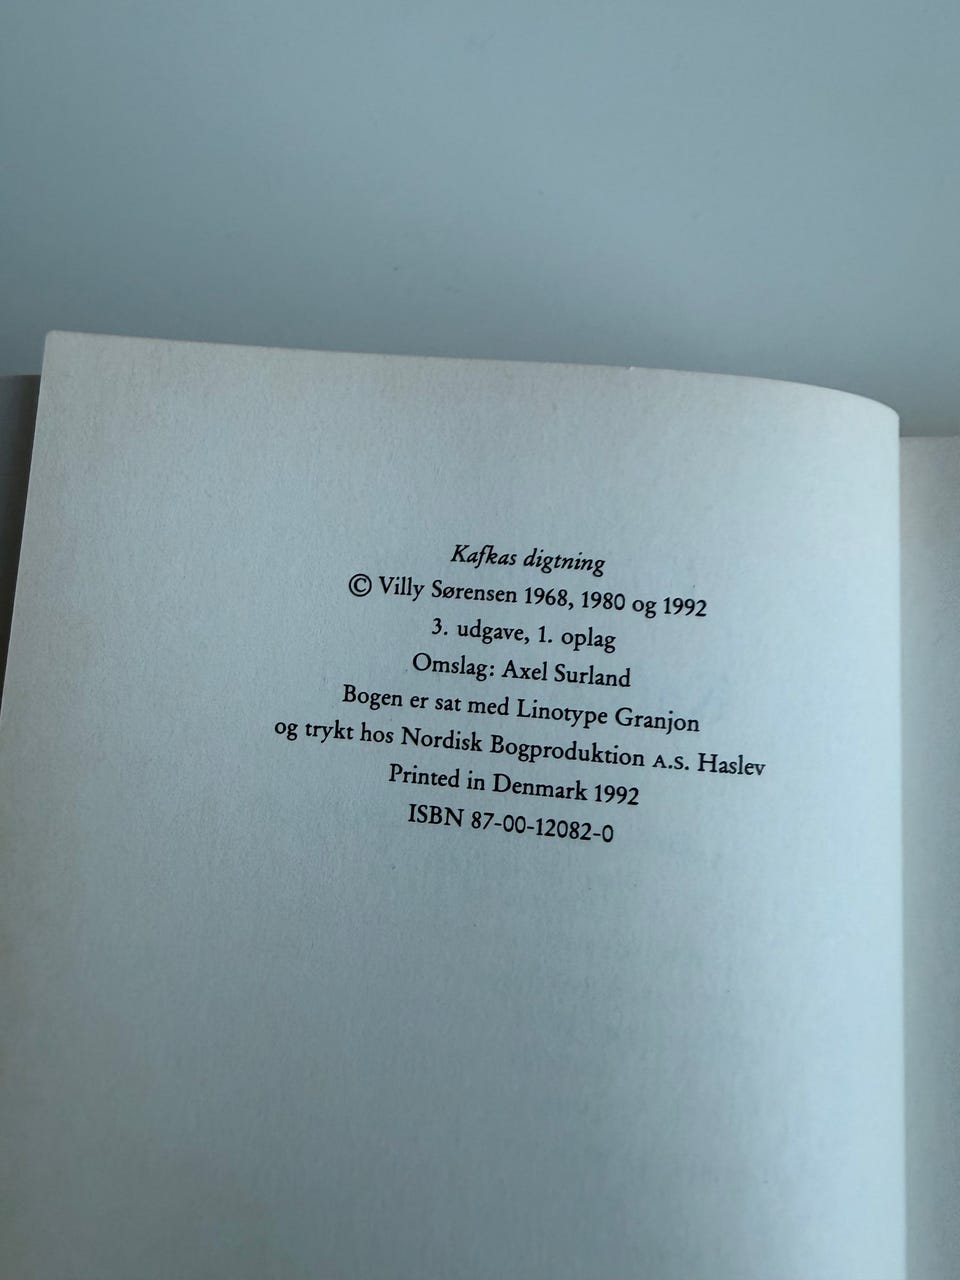 Kafkas digtning
© Villy Sørensen 1968, 1980 og 1992
3. udgave, 1. oplag
Omslag: Axel Surland
Bogen er sat med Linotype Granjon
og trykt hos Nordisk Bogproduktion A.S. Haslev
Printed in Denmark 1992
ISBN 87-00-12082-0